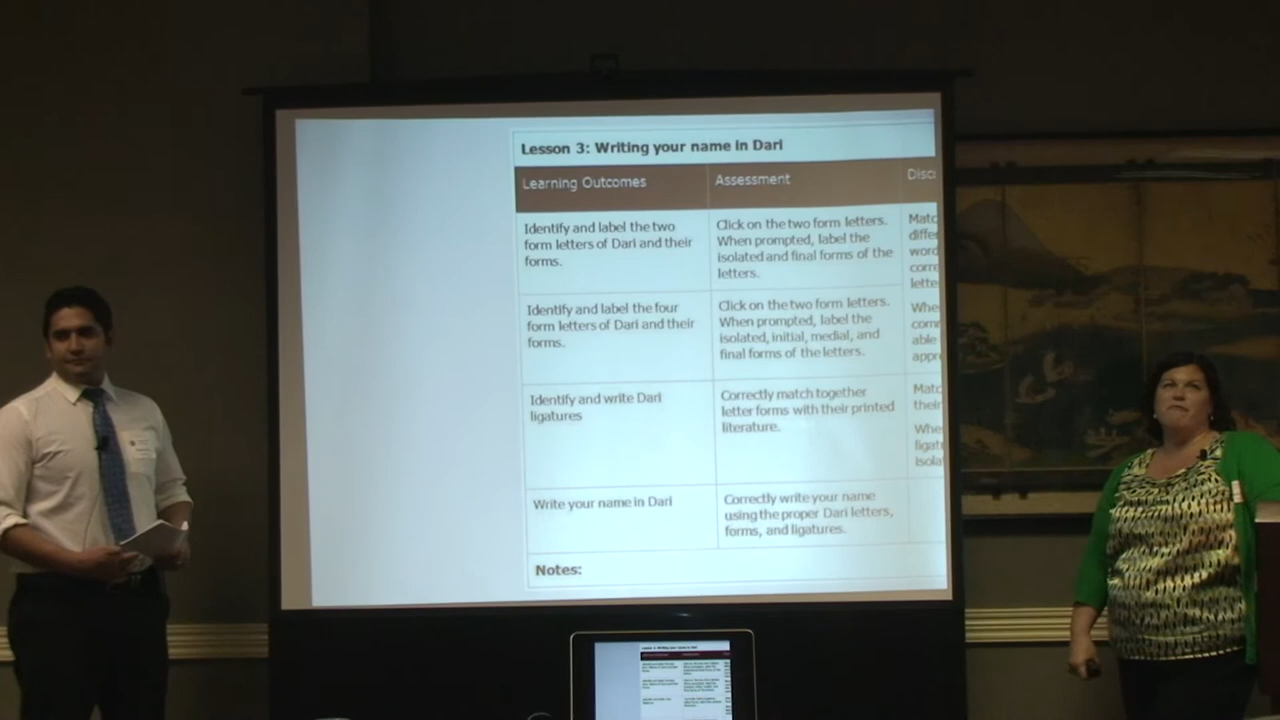 Lesson 3: Writing your name in Dari
Learning Outcomes
Assessment
Identify and label the two
form letters of Dari and their
forms.
Click on the two form letters.
When prompted, label the
isolated and final forms of the
letters.
Identify and label the four
form letters of Dari and their
forms.
Click on the two form letters.
When prompted, label the
isolated, initial, medial, and
final forms of the letters.
Identify and write Dari
ligatures
Correctly match together
letter forms with their printed
literature.
Write your name in Dari
Correctly write your name
using the proper Dari letters,
forms, and ligatures.
Notes: